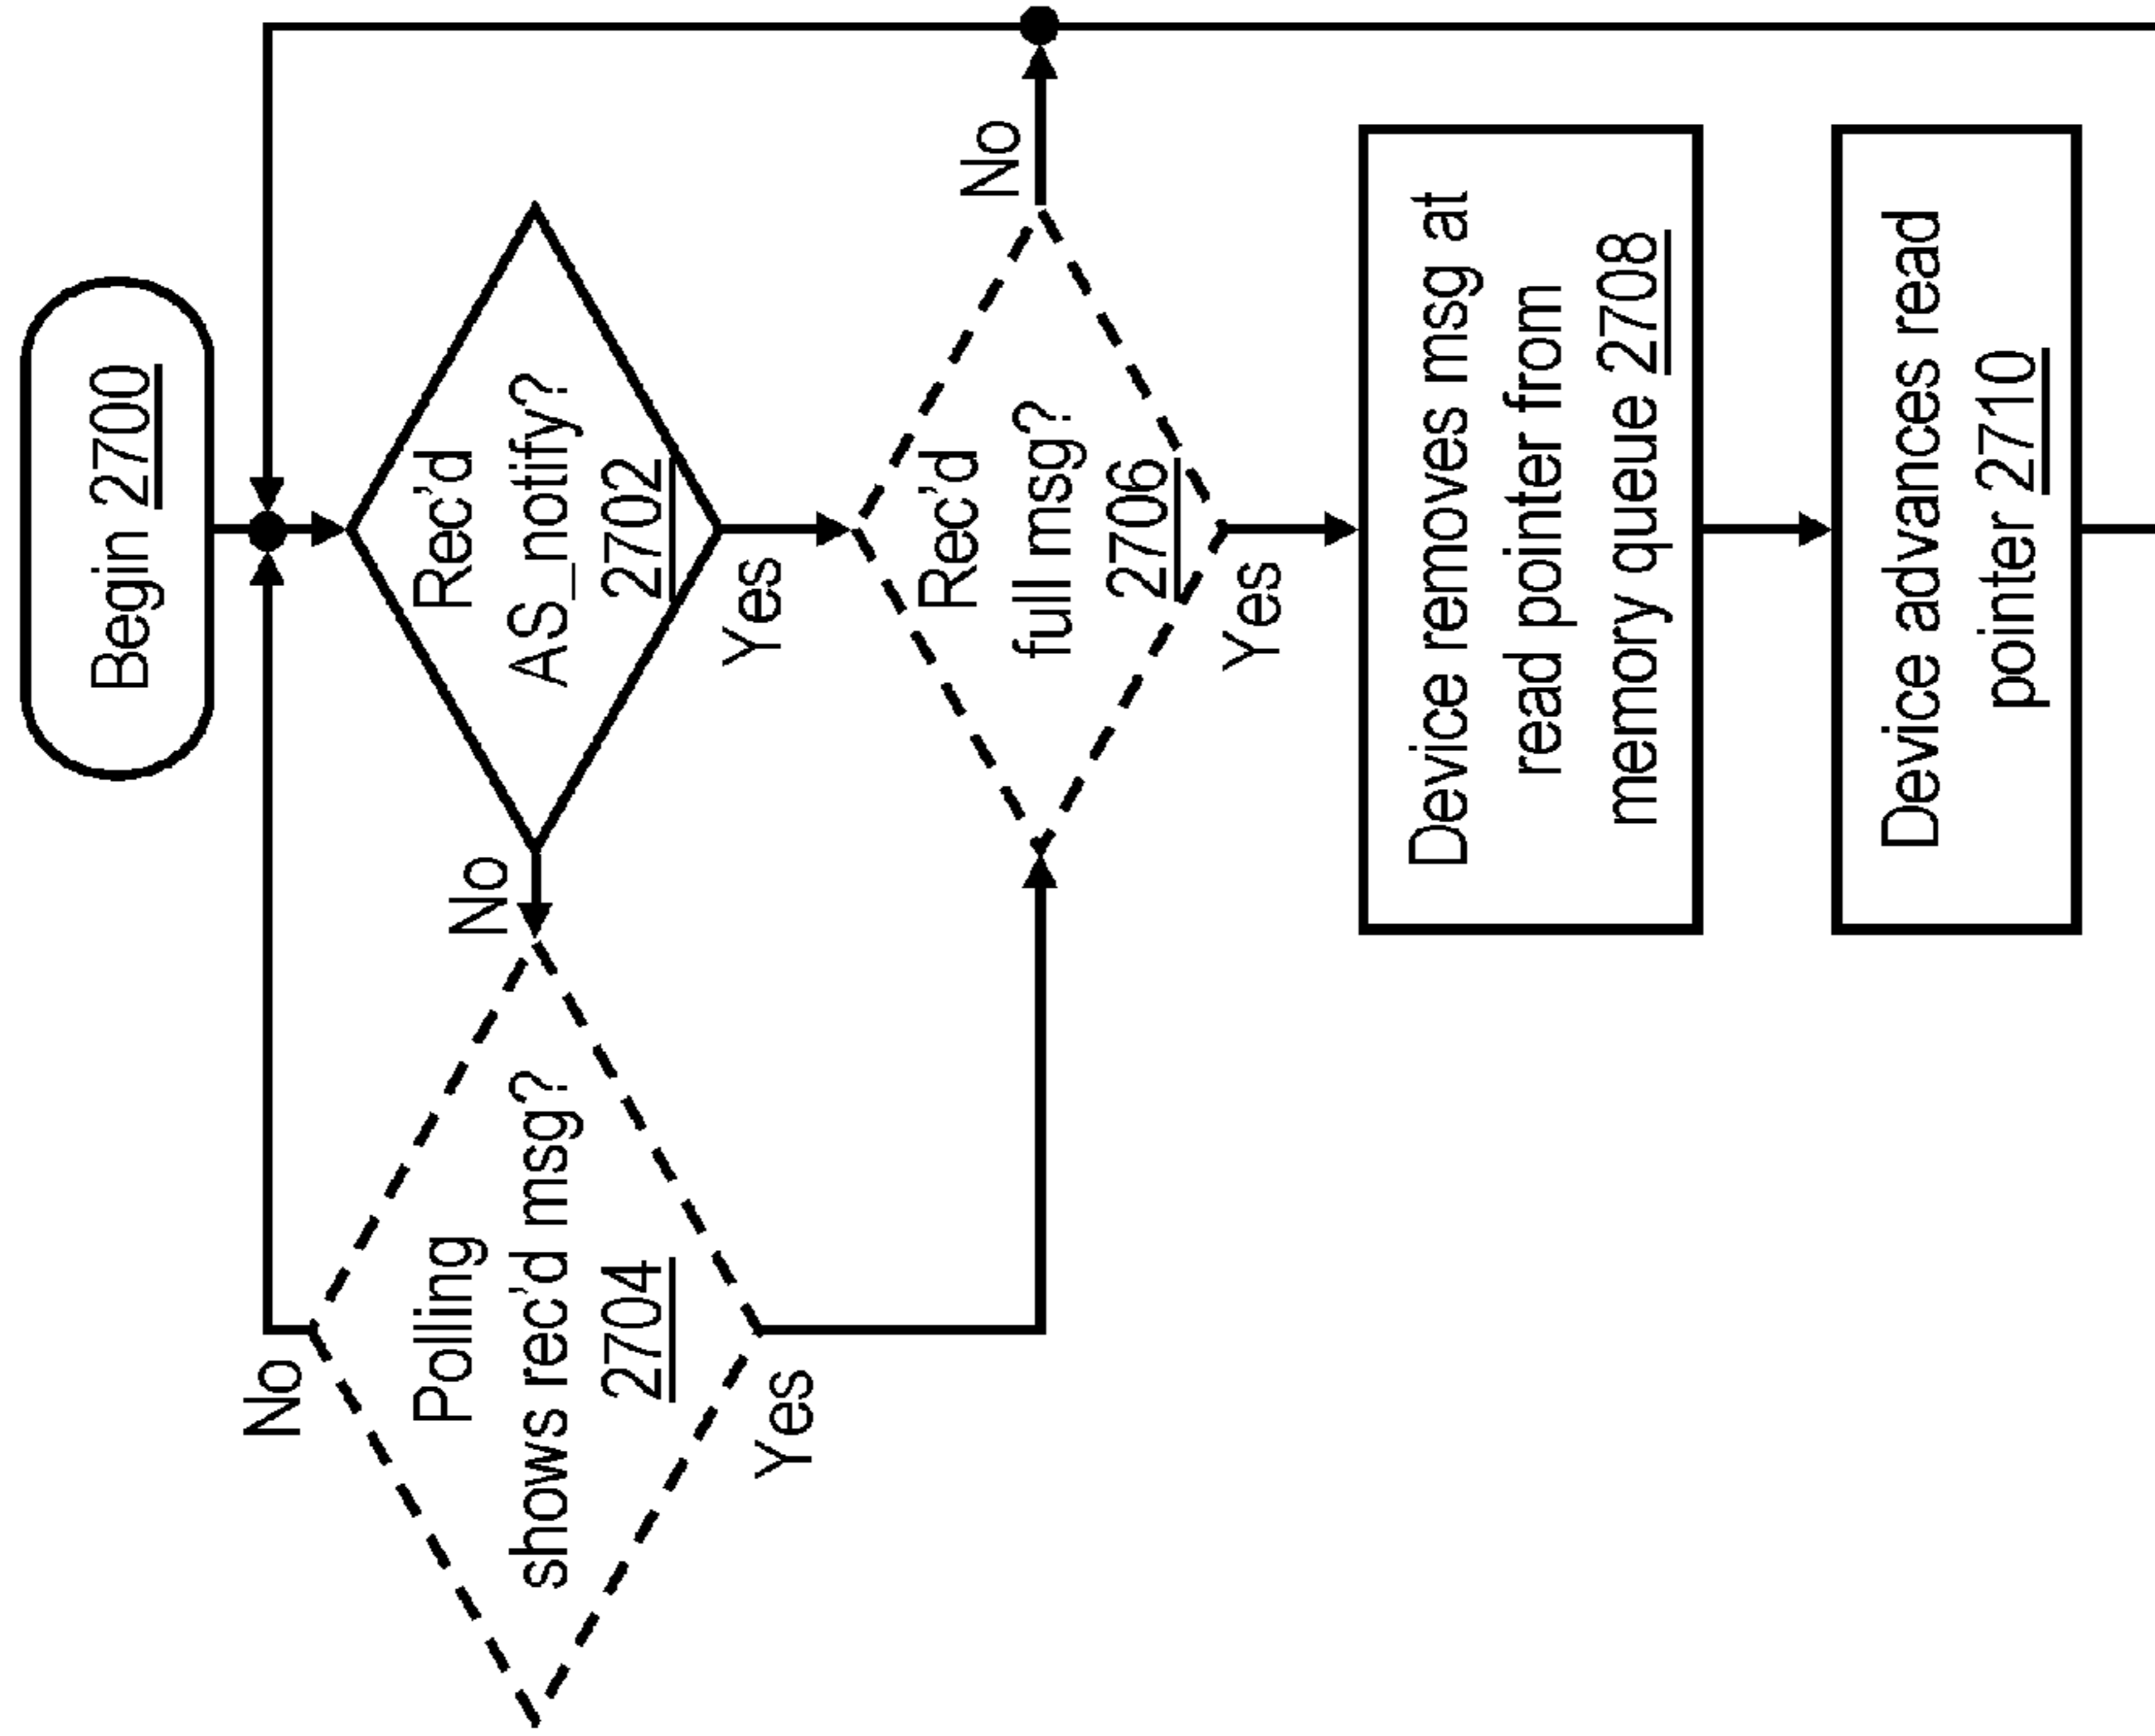 Begin 2700
Rec'd
AS_notify?
2702
No
Yes
Polling
shows rec'd msg?
2704
No
Yes
Rec'd
full msg?
2706
No
Yes
Device removes msg at
read pointer from
memory queue 2708
Device advances read
pointer 2710